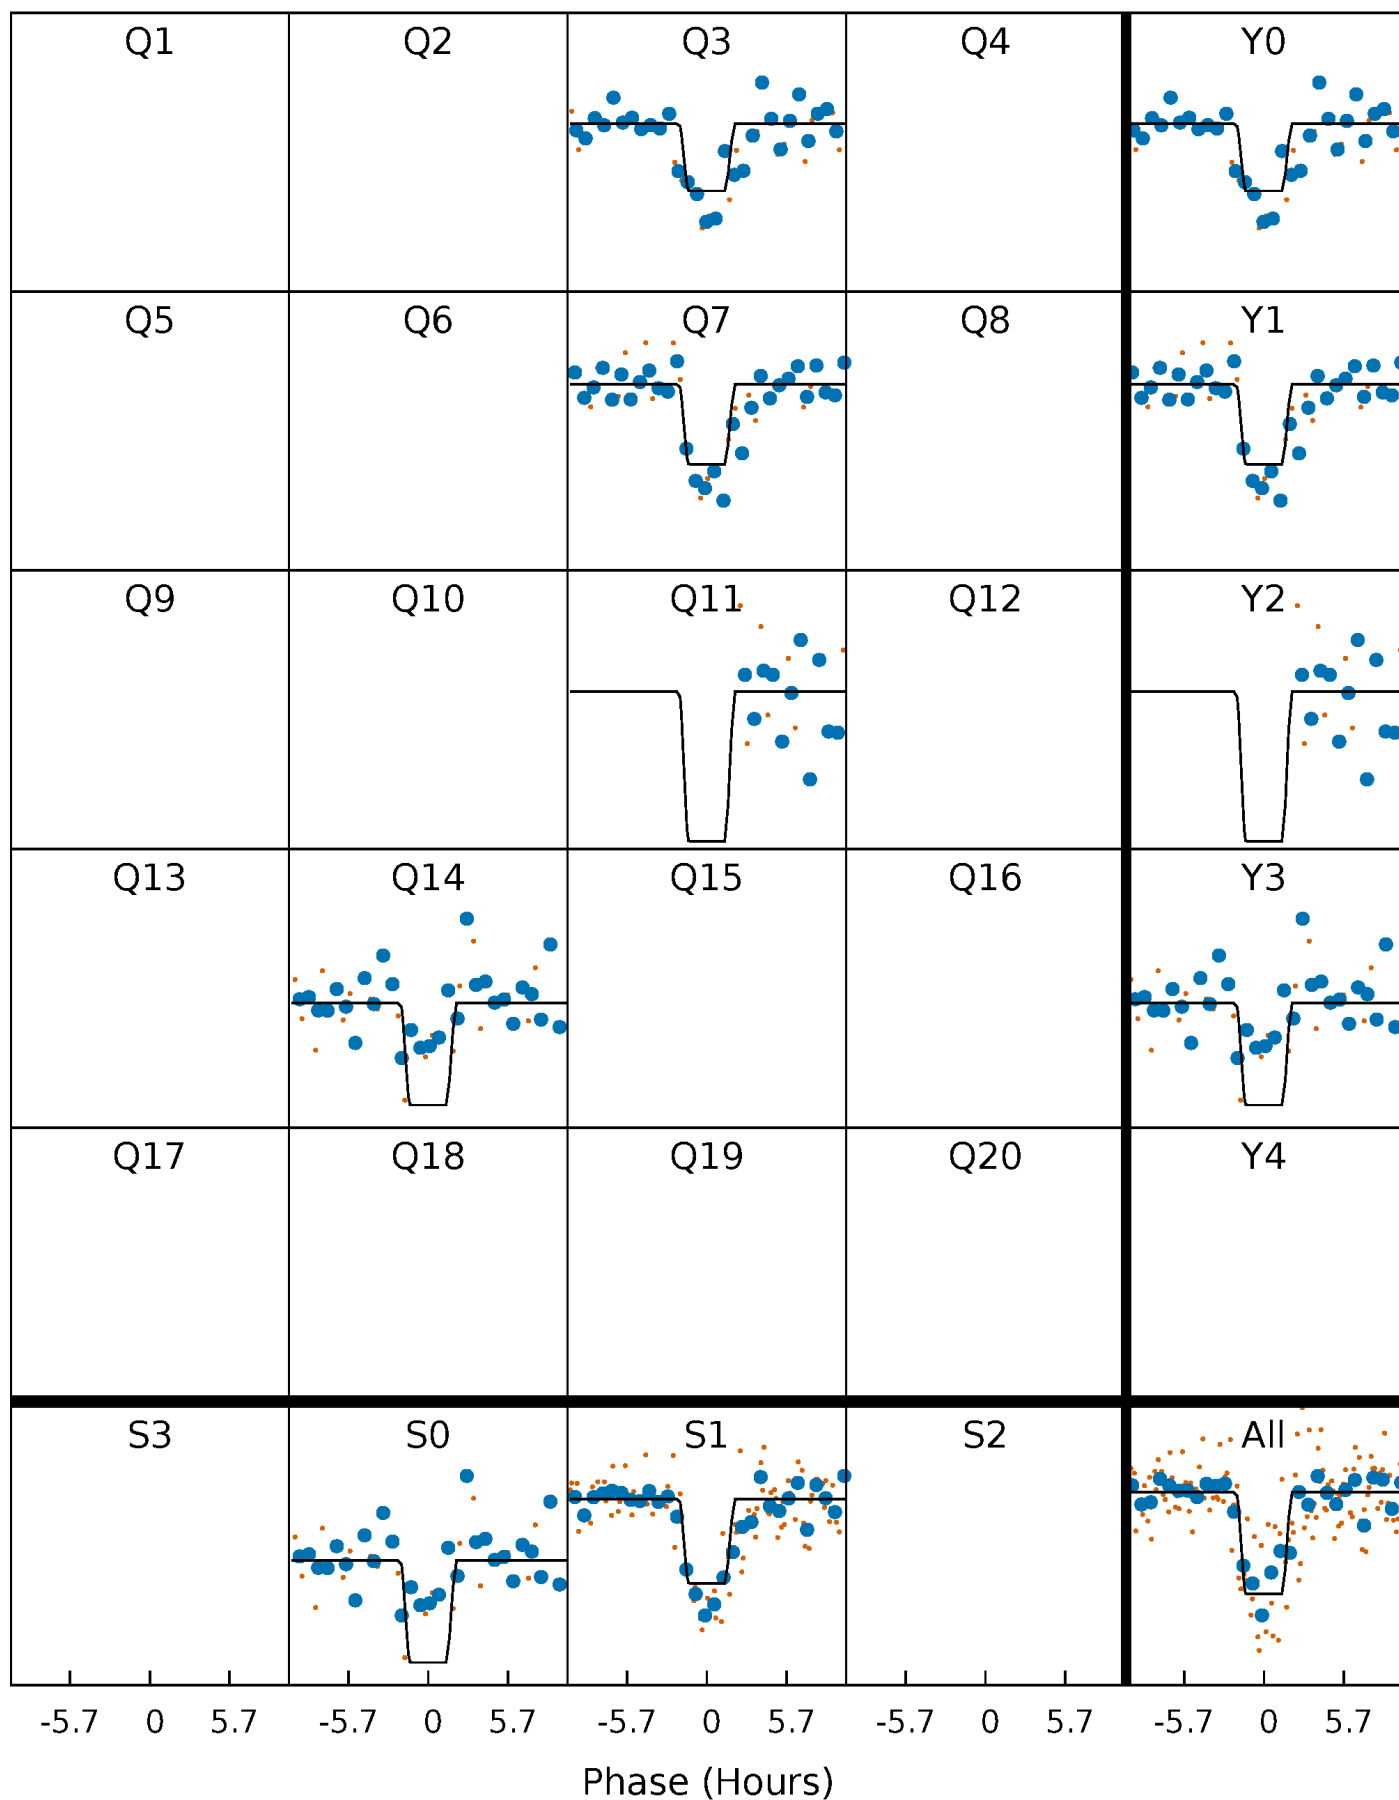 Q1 Q2 Q3 Q4 Y0
Q5 Q6 Q7 Q8 Y1
Q9 Q10 Q11 Q12 Y2
Q13 Q14 Q15 Q16 Y3
Q17 Q18 Q19 Q20 Y4
S3 S0 S1 S2 All
-5.7 0 5.7 -5.7 0 5.7 -5.7 0 5.7 -5.7 0 5.7 -5.7 0 5.7
Phase (Hours)